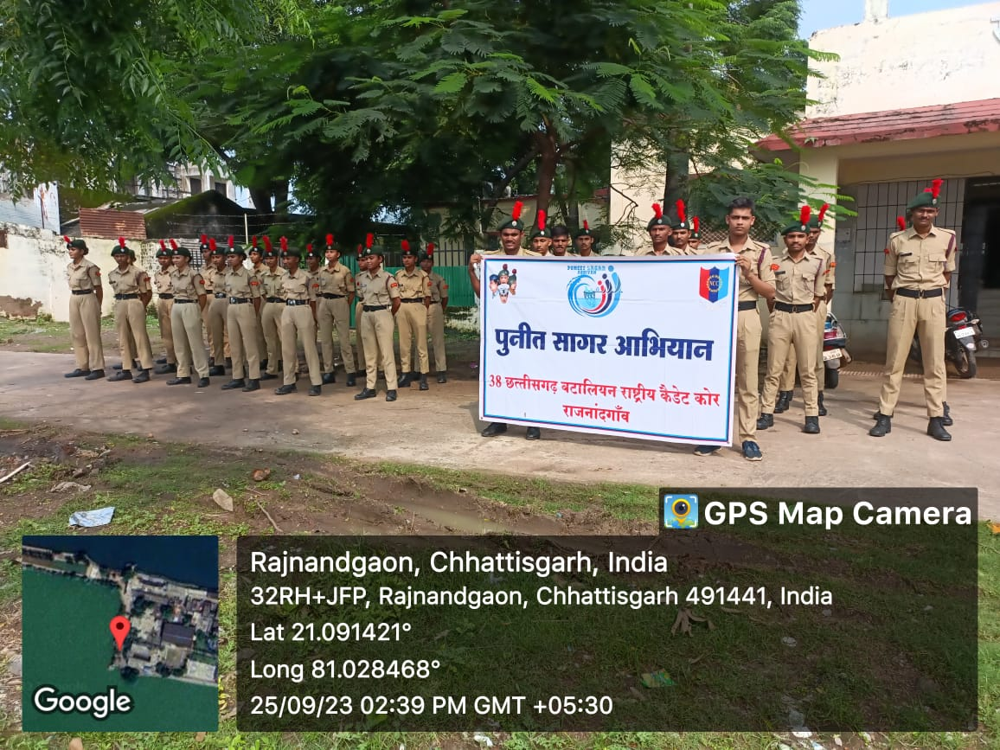 PUNEET SAGAR
ABHIYAN
NCC
पुनीत सागर आभियान
38 छत्तीसगढ़ बटालियन राष्ट्रीय कैडेट कोर
राजनांदगाँव
GPS Map Camera
Rajnandgaon, Chhattisgarh, India
32RH+JFP, Rajnandgaon, Chhattisgarh 491441, India
Lat 21.091421°
Long 81.028468°
25/09/23 02:39 PM GMT +05:30
Google